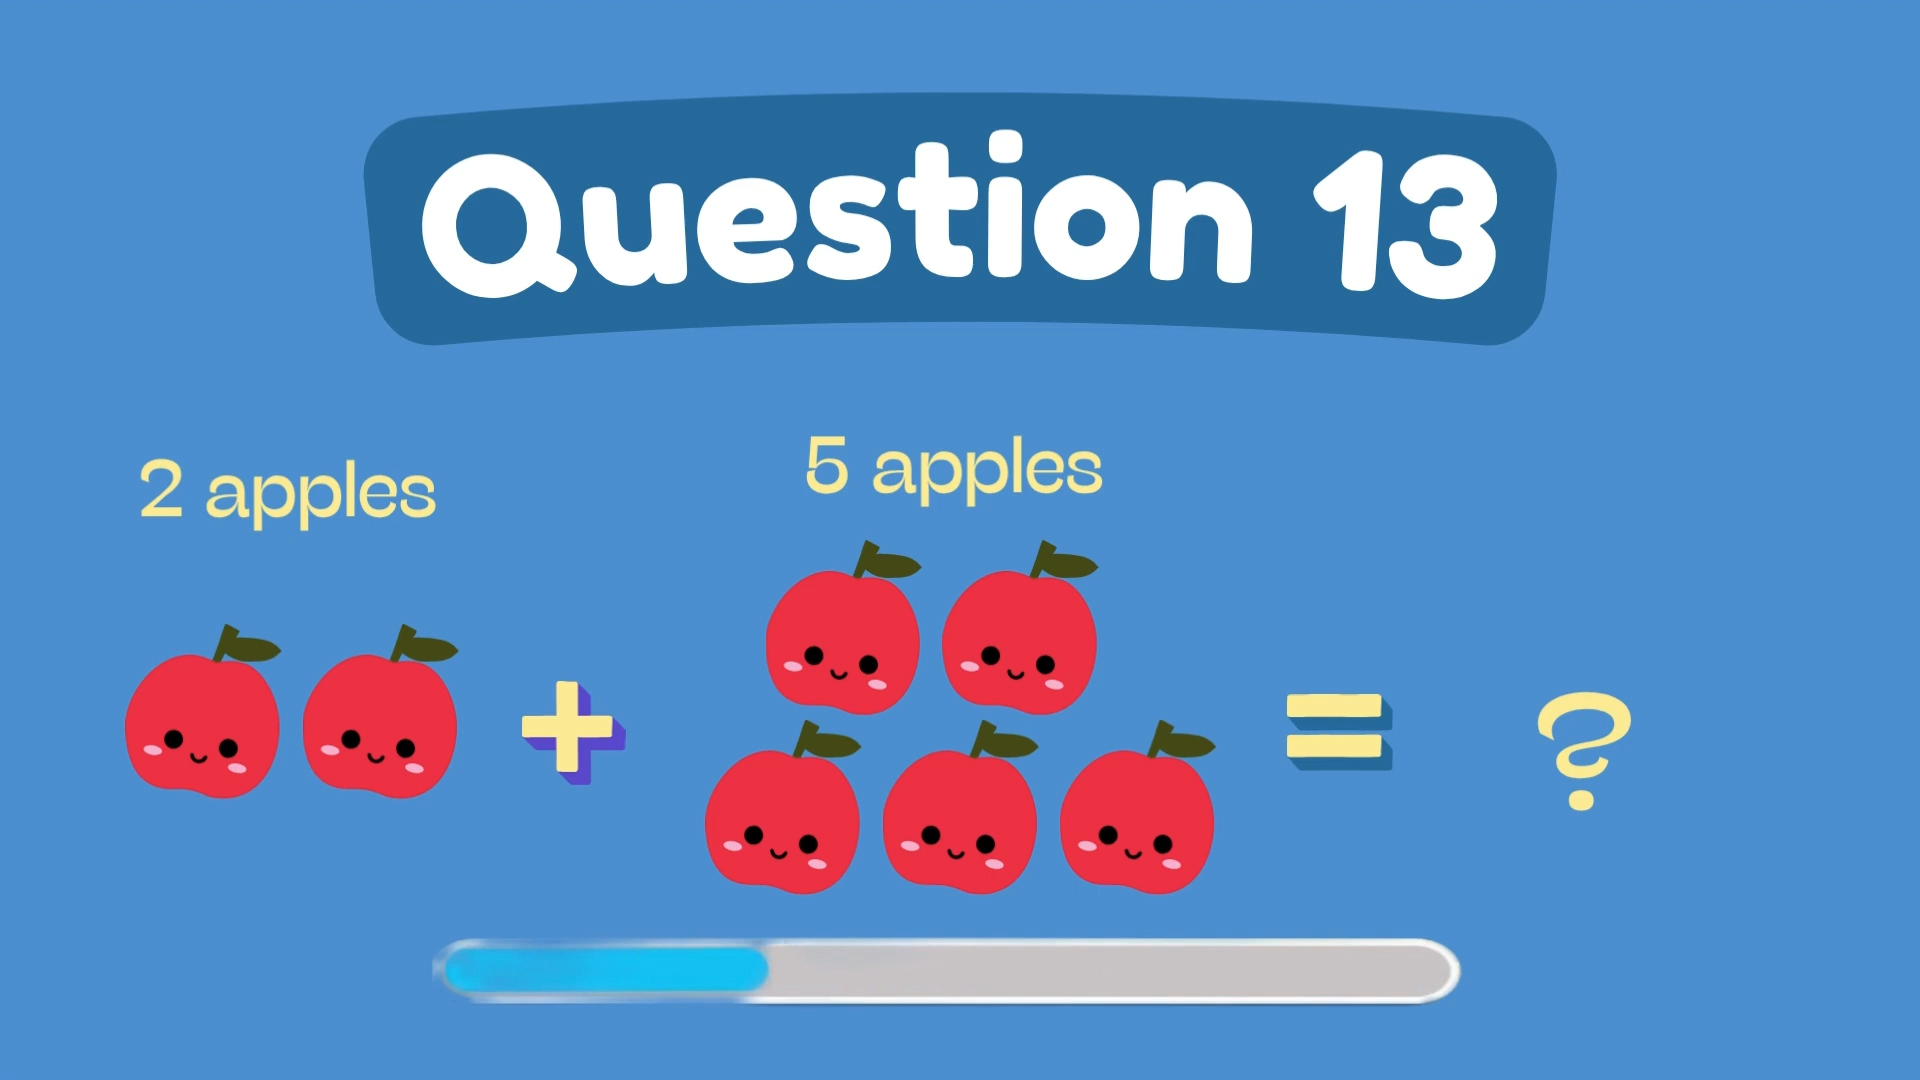 Question 13
2 apples
5 apples
+
=
?